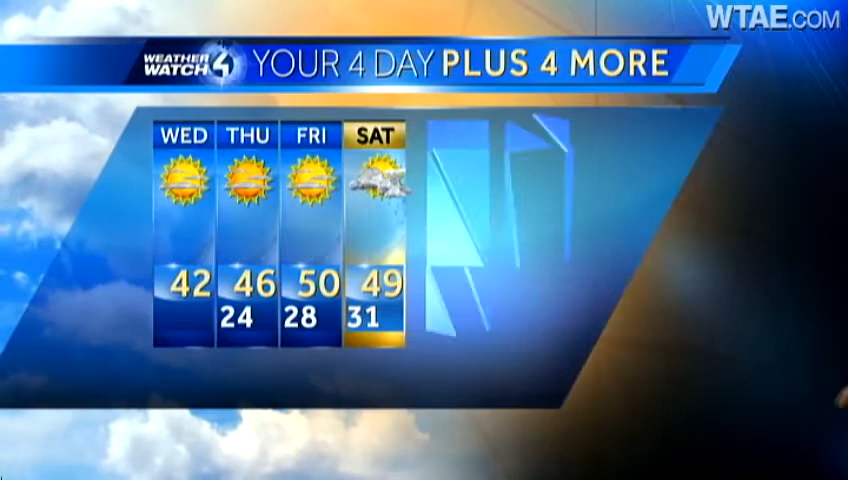 WTAE.COM
WEATHER WATCH 4 YOUR 4 DAY PLUS 4 MORE
WED THU FRI SAT
42 46 50 49
24 28 31